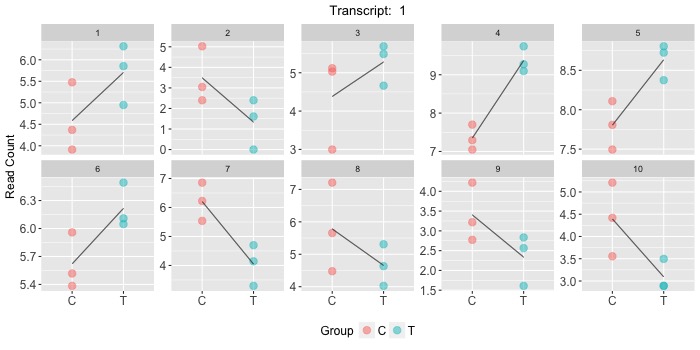 Transcript: 1
Read Count
1 2 3 4 5
6.0 5 5 9 8.5
5.5 4 4 8 8.0
5.0 3 3 7 7.5
4.5 2
4.0 1
0
6 7 8 9 10
6.3 7 7 4.0 5.0
6.0 6 6 3.5 4.5
5.7 4 5 3.0 4.0
5.4 4 2.5 3.5
2.0 3.0
1.5
C T C T C T C T C T
Group C T